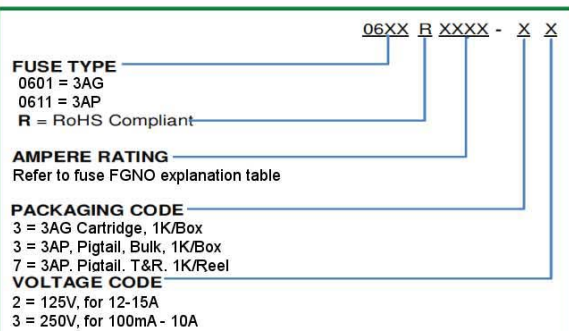 06XX R XXXX - X X
FUSE TYPE
0601 = 3AG
0611 = 3AP
R = RoHS Compliant
AMPERE RATING
Refer to fuse FGNO explanation table
PACKAGING CODE
3 = 3AG Cartridge, 1K/Box
3 = 3AP, Pigtail, Bulk, 1K/Box
7 = 3AP, Pigtail, T&R, 1K/Reel
VOLTAGE CODE
2 = 125V, for 12-15A
3 = 250V, for 100mA - 10A